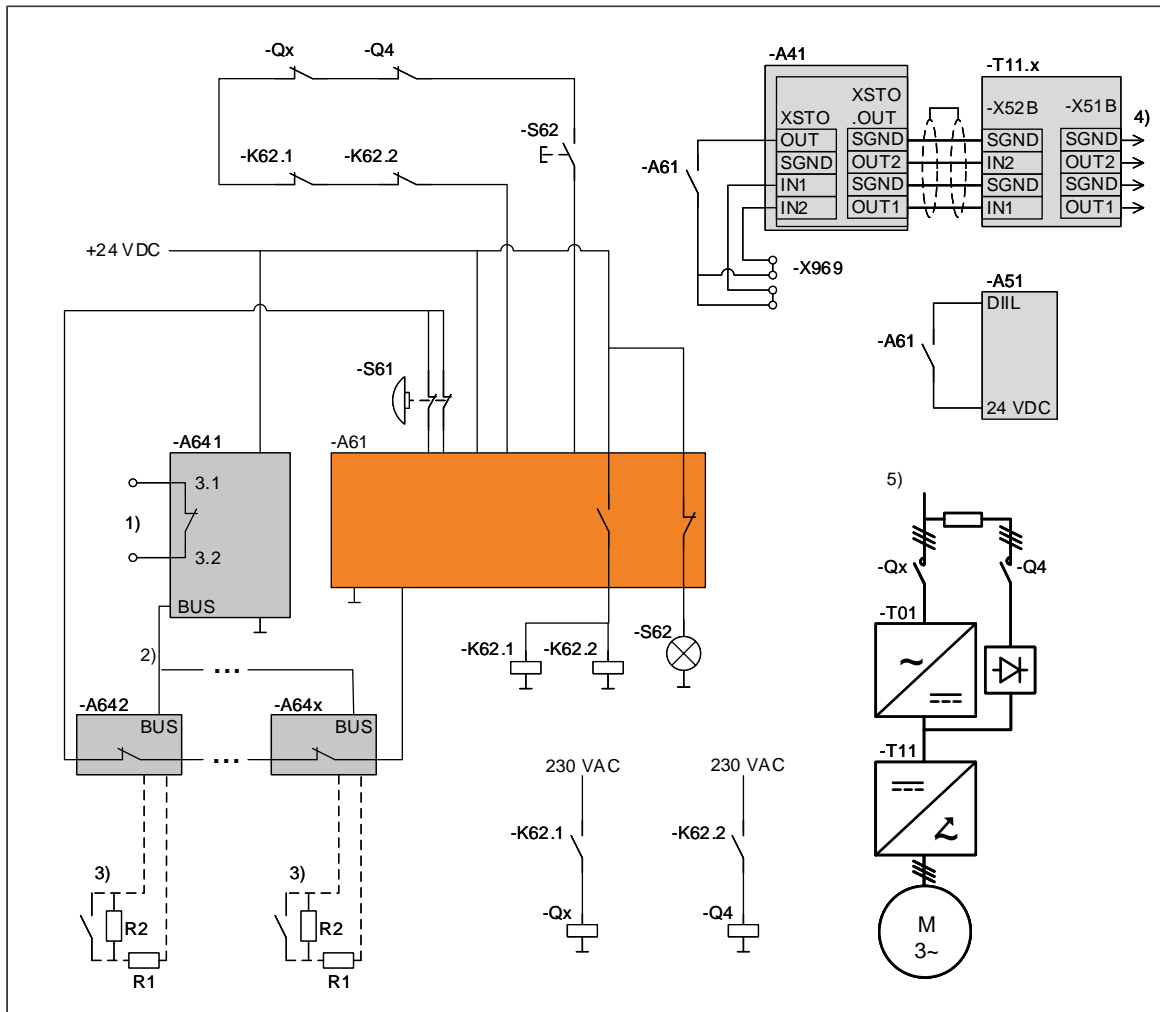 -Qx
-Q4
-K62.1
-K62.2
-S62
+24 VDC
-S61
-A641
3.1
1)
3.2
BUS
-A61
2)
...
-A642
BUS
...
-A64x
BUS
3)
R2
R1
3)
R2
R1
-K62.1
-K62.2
-S62
230 VAC
-K62.1
-Qx
230 VAC
-K62.2
-Q4
-A41
XSTO
XSTO
.OUT
OUT
SGND
IN1
IN2
SGND
OUT2
SGND
OUT1
-A61
-X969
-T11.x
-X52B
-X51B
SGND
IN2
SGND
IN1
SGND
OUT2
SGND
OUT1
4)
-A51
DIIL
-A61
24 VDC
5)
-Qx
-Q4
-T01
~
-T11
M
3~